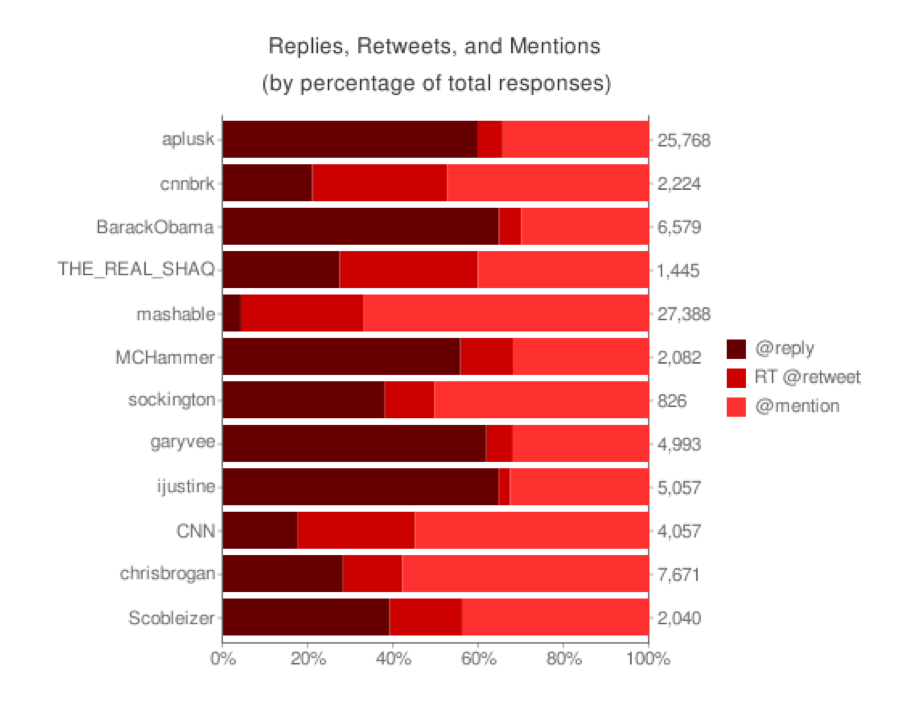 Replies, Retweets, and Mentions
(by percentage of total responses)
aplusk 25,768
cnnbrk 2,224
BarackObama 6,579
THE_REAL_SHAQ 1,445
mashable 27,388
MCHammer 2,082
sockington 826
garyvee 4,993
ijustine 5,057
CNN 4,057
chrisbrogan 7,671
Scobleizer 2,040
0% 20% 40% 60% 80% 100%
@reply
RT @retweet
@mention